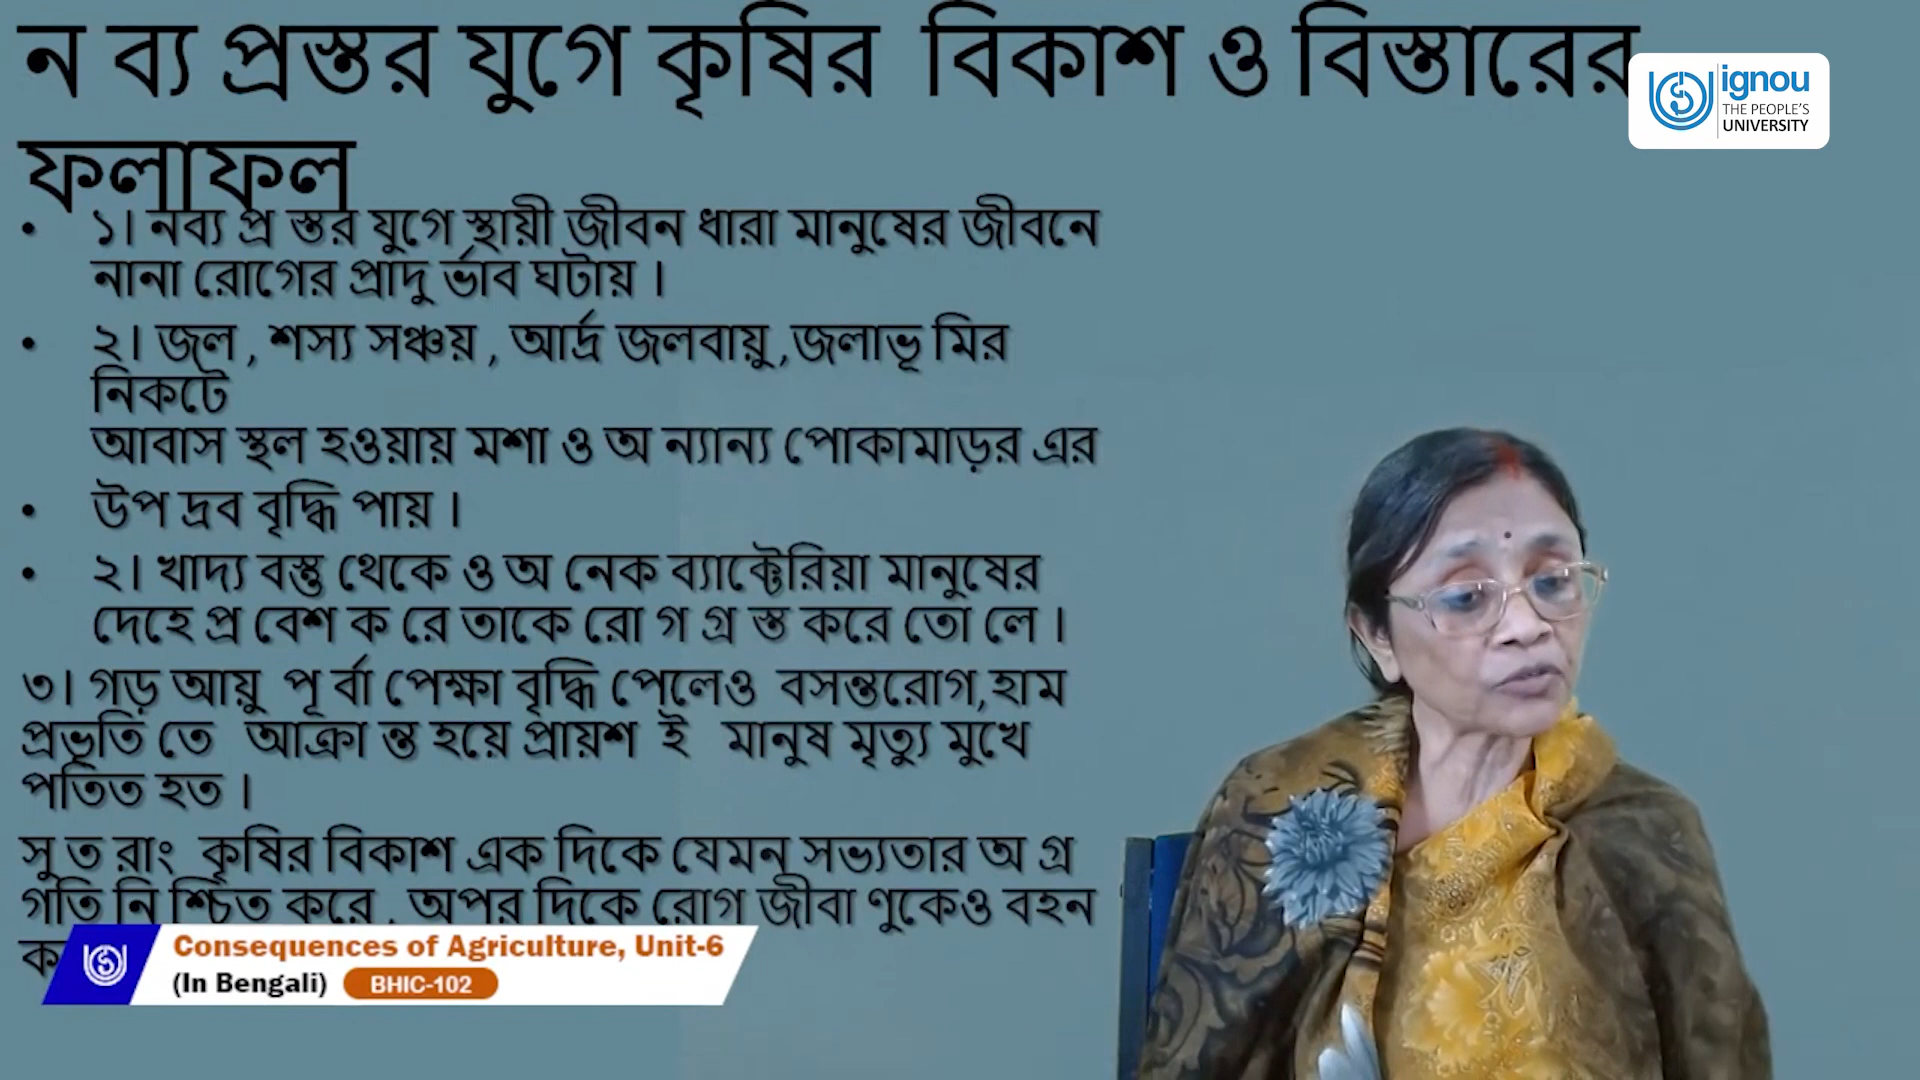 ন ব্য প্রস্তর যুগে কৃষির বিকাশ ও বিস্তারের
ফলাফল
• ১। নব্য প্র স্তর যুগে স্থায়ী জীবন ধারা মানুষের জীবনে
নানা রোগের প্রাদু র্ভাব ঘটায় ।
• ২। জল , শস্য সঞ্চয় , আর্দ্র জলবায়ু ,জলাভূ মির
নিকটে
আবাস স্থল হওয়ায় মশা ও অ ন্যান্য পোকামাড়র এর
• উপ দ্রব বৃদ্ধি পায় ।
• ২। খাদ্য বস্তু থেকে ও অ নেক ব্যাক্টেরিয়া মানুষের
দেহে প্র বেশ ক রে তাকে রো গ গ্র স্ত করে তো লে ।
৩। গড় আয়ু পূ র্বা পেক্ষা বৃদ্ধি পেলেও বসন্তরোগ,হাম
প্রভৃতি তে আক্রা ন্ত হয়ে প্রায়শ ই মানুষ মৃত্যু মুখে
পতিত হত ।
সু ত রাং কৃষির বিকাশ এক দিকে যেমন সভ্যতার অ গ্র
গতি নি শ্চিত করে , অপর দিকে রোগ জীবা ণুকেও বহন
ignou
THE PEOPLE'S
UNIVERSITY
Consequences of Agriculture, Unit-6
(In Bengali) BHIC-102